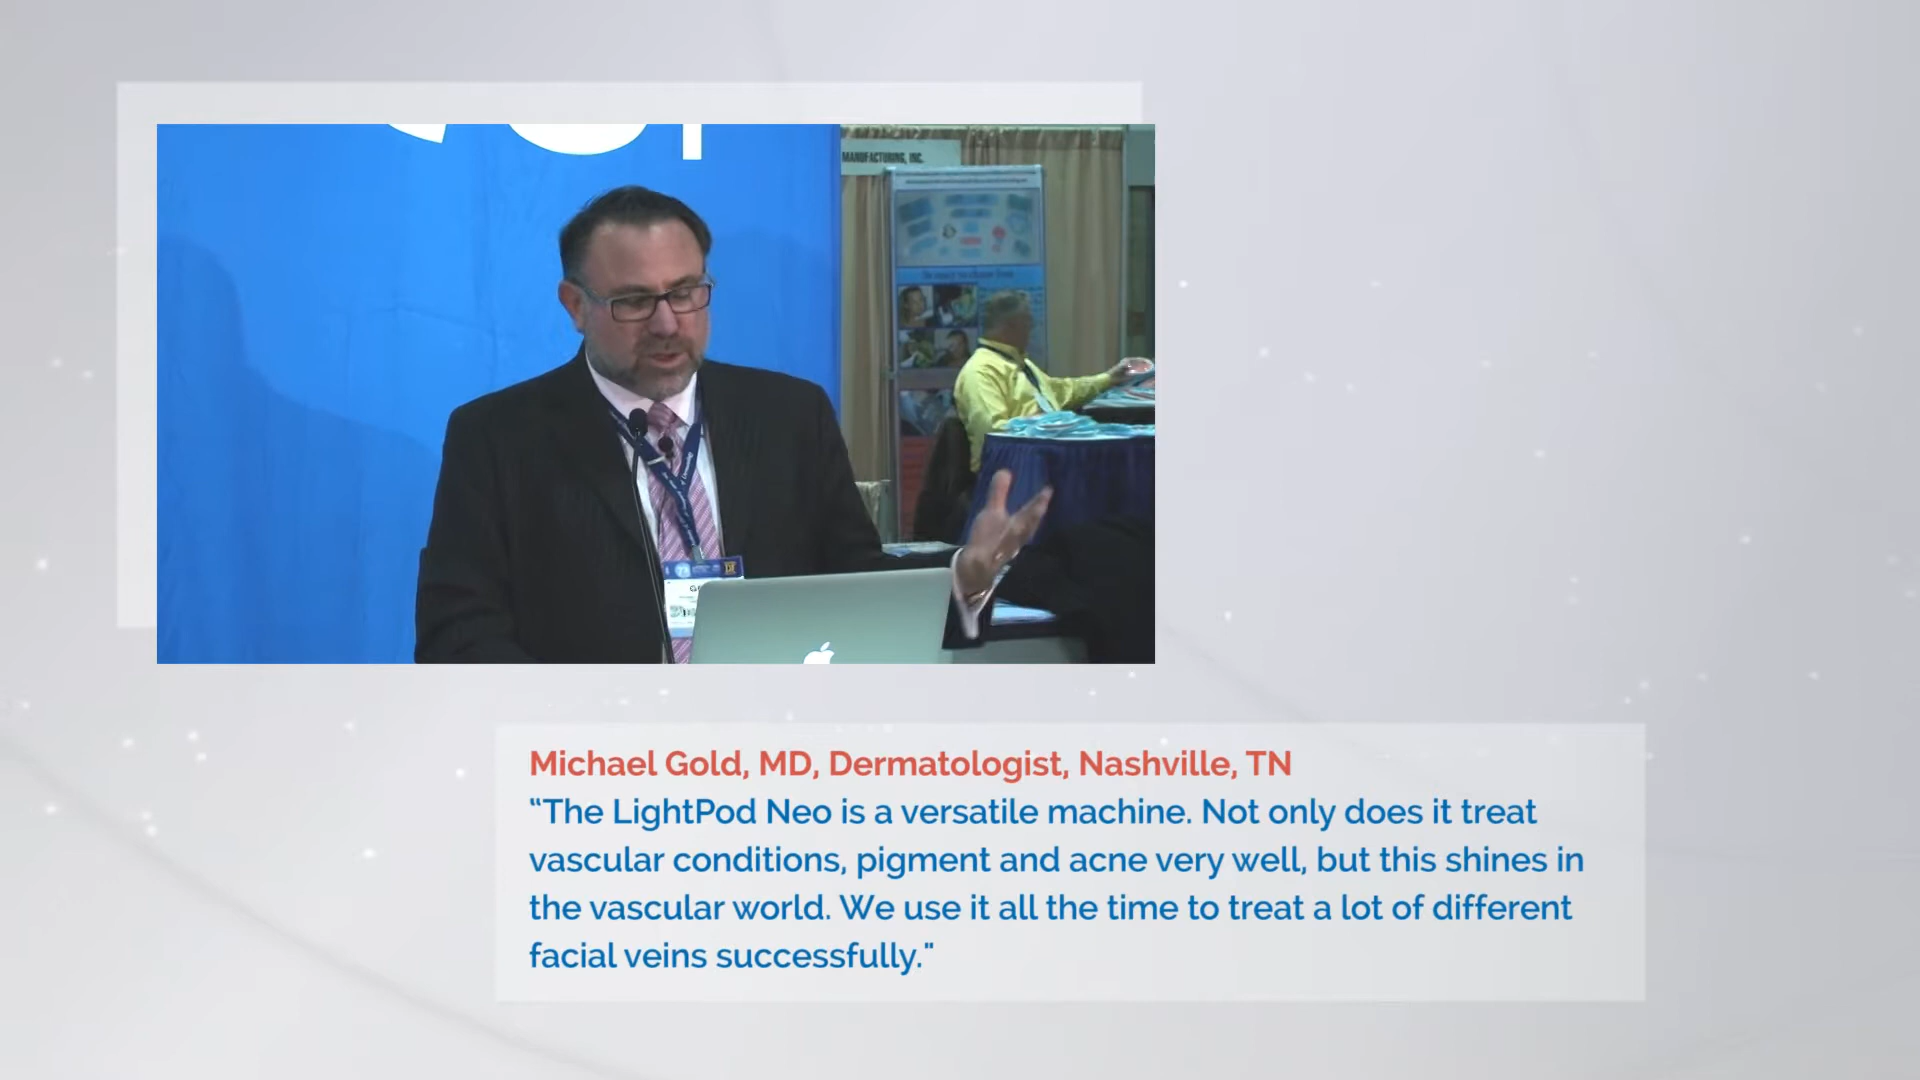 MANUFACTURING, INC.
Michael Gold, MD, Dermatologist, Nashville, TN
“The LightPod Neo is a versatile machine. Not only does it treat
vascular conditions, pigment and acne very well, but this shines in
the vascular world. We use it all the time to treat a lot of different
facial veins successfully."